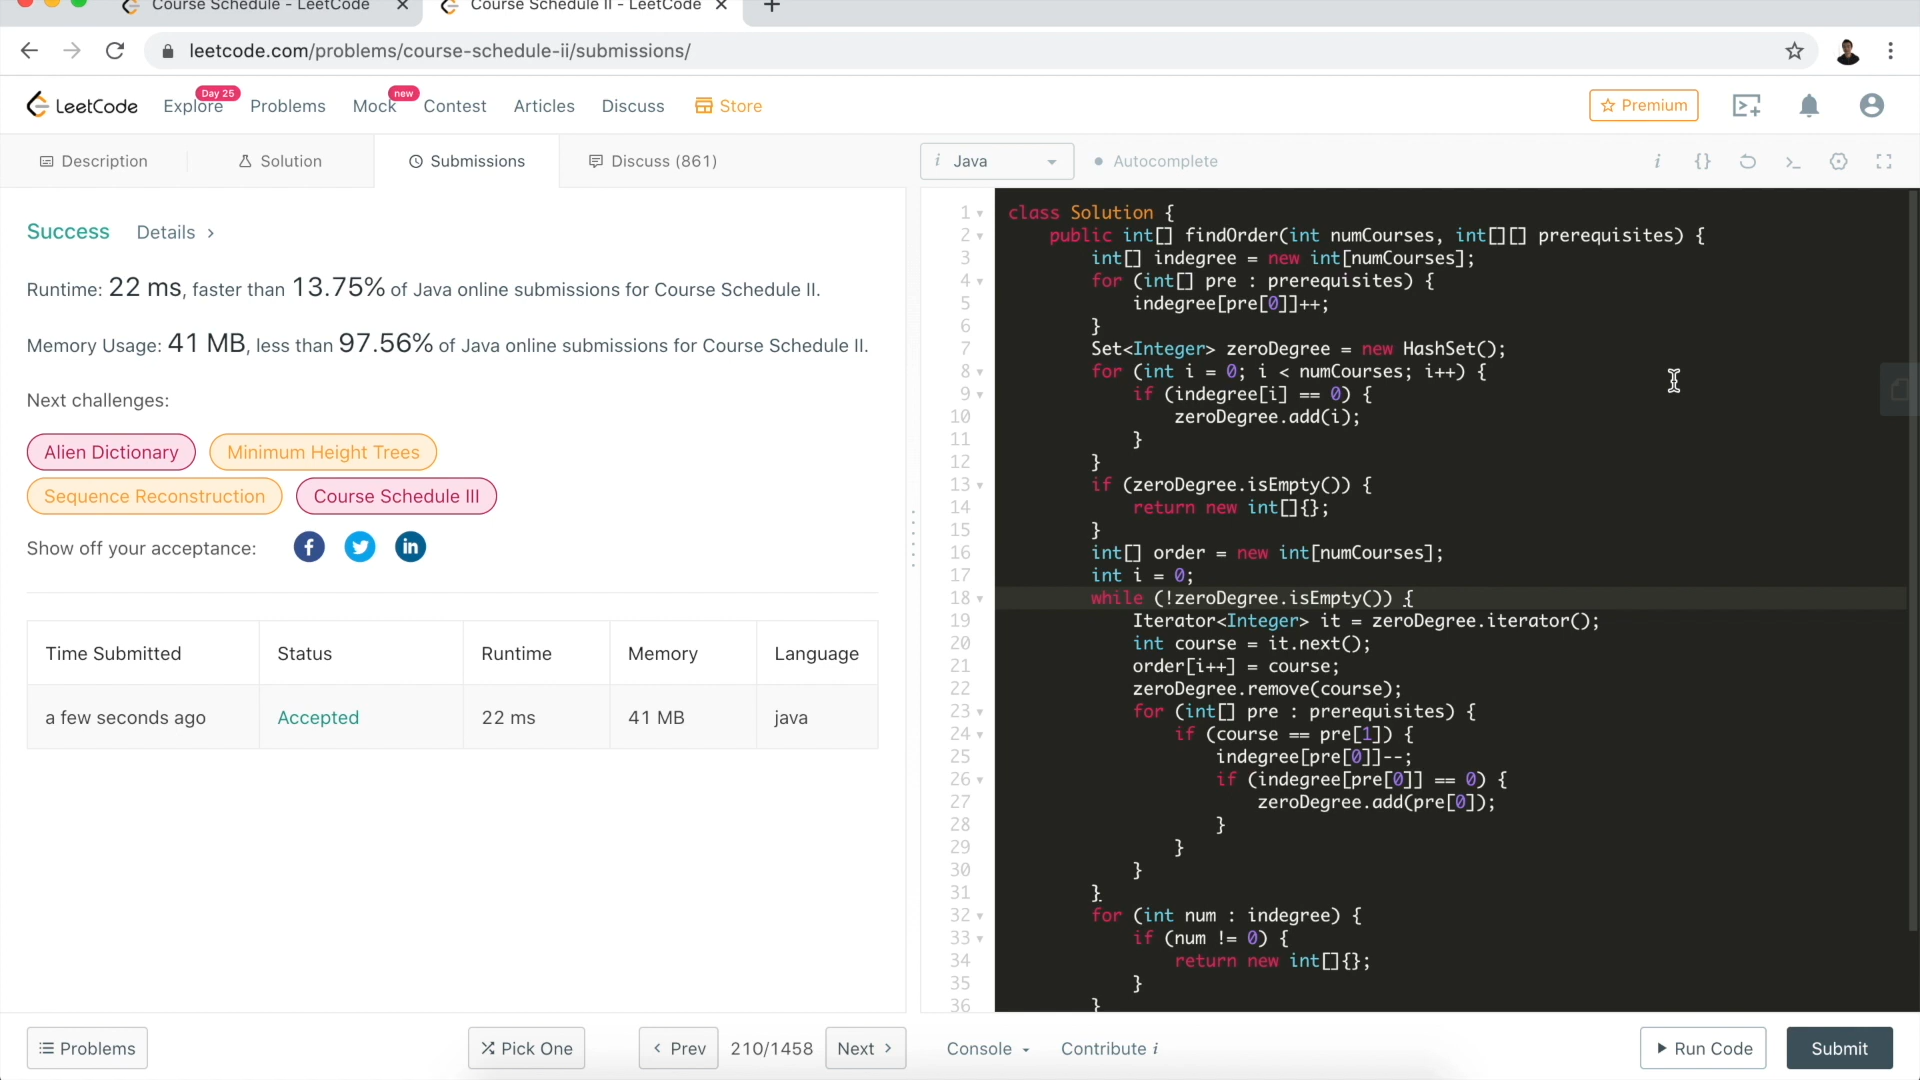 Course Schedule - LeetCode
Course Schedule II - LeetCode
leetcode.com/problems/course-schedule-ii/submissions/
LeetCode
Explore
Day 25
Problems
Mock
new
Contest
Articles
Discuss
Store
Premium
Description
Solution
Submissions
Discuss (861)
i Java
Autocomplete
Success
Details >
Runtime: 22 ms, faster than 13.75% of Java online submissions for Course Schedule II.
Memory Usage: 41 MB, less than 97.56% of Java online submissions for Course Schedule II.
Next challenges:
Alien Dictionary
Minimum Height Trees
Sequence Reconstruction
Course Schedule III
Show off your acceptance:
Time Submitted Status Runtime Memory Language
a few seconds ago Accepted 22 ms 41 MB java
1 class Solution {
2 public int[] findOrder(int numCourses, int[][] prerequisites) {
3 int[] indegree = new int[numCourses];
4 for (int[] pre : prerequisites) {
5 indegree[pre[0]]++;
6 }
7 Set<Integer> zeroDegree = new HashSet();
8 for (int i = 0; i < numCourses; i++) {
9 if (indegree[i] == 0) {
10 zeroDegree.add(i);
11 }
12 }
13 if (zeroDegree.isEmpty()) {
14 return new int[]{};
15 }
16 int[] order = new int[numCourses];
17 int i = 0;
18 while (!zeroDegree.isEmpty()) {
19 Iterator<Integer> it = zeroDegree.iterator();
20 int course = it.next();
21 order[i++] = course;
22 zeroDegree.remove(course);
23 for (int[] pre : prerequisites) {
24 if (course == pre[1]) {
25 indegree[pre[0]]--;
26 if (indegree[pre[0]] == 0) {
27 zeroDegree.add(pre[0]);
28 }
29 }
30 }
31 }
32 for (int num : indegree) {
33 if (num != 0) {
34 return new int[]{};
35 }
36 }
Problems
Pick One
< Prev
210/1458
Next >
Console
Contribute i
Run Code
Submit